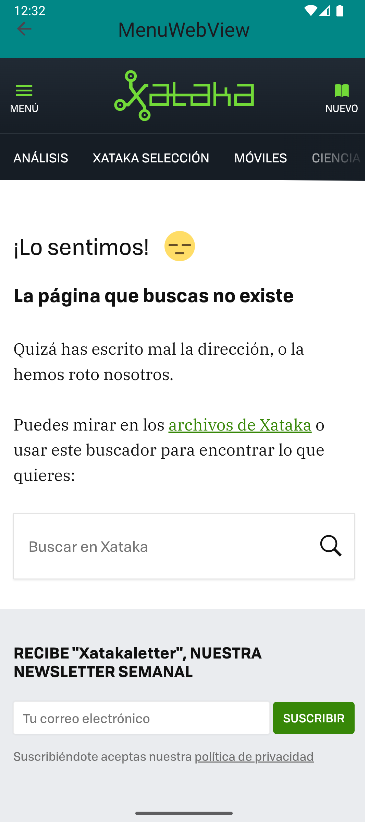 12:32
MenuWebView
MENÚ
Xataka
NUEVO
ANÁLISIS XATAKA SELECCIÓN MÓVILES CIENCIA
¡Lo sentimos!
La página que buscas no existe
Quizá has escrito mal la dirección, o la
hemos roto nosotros.
Puedes mirar en los archivos de Xataka o
usar este buscador para encontrar lo que
quieres:
Buscar en Xataka
RECIBE "Xatakaletter", NUESTRA
NEWSLETTER SEMANAL
Tu correo electrónico
SUSCRIBIR
Suscribiéndote aceptas nuestra política de privacidad